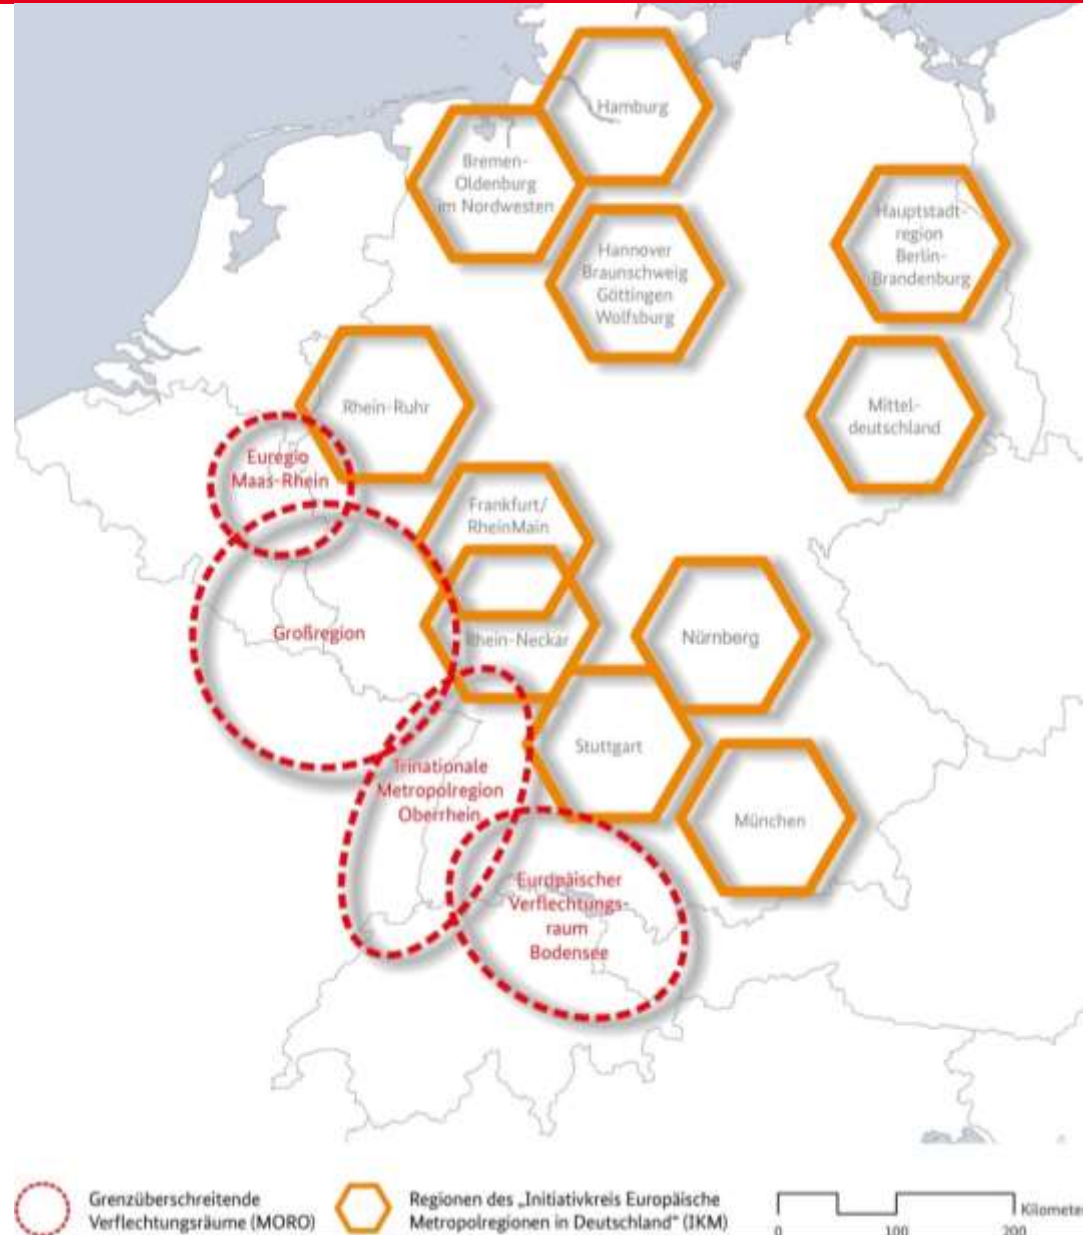 Hamburg
Bremen-
Oldenburg
im Nordwesten
Hannover
Braunschweig
Göttingen
Wolfsburg
Hauptstadt-
region
Berlin-
Brandenburg
Rhein-Ruhr
Mittel-
deutschland
Euregio
Maas-Rhein
Frankfurt/
RheinMain
Großregion
Rhein-Neckar
Nürnberg
Stuttgart
Trinationale
Metropolregion
Oberrhein
München
Europäischer
Verflechtungs-
raum
Bodensee
Grenzüberschreitende
Verflechtungsräume (MORO)
Regionen des „Initiativkreis Europäische
Metropolregionen in Deutschland“ (IKM)
Kilometer
0 100 200